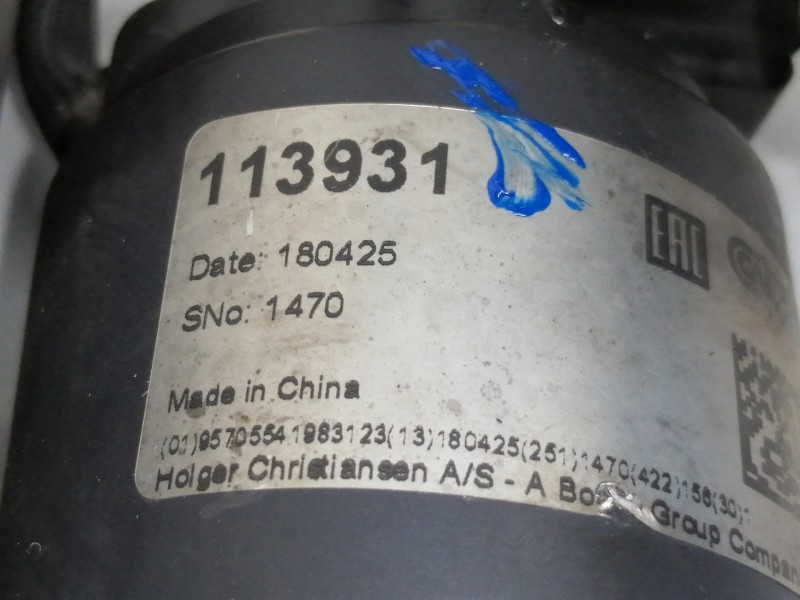 113931
EAC
Date: 180425
SNo: 1470
Made in China
(01)95705541983123(13)180425(251)1470(422)156(30)1
Holger Christiansen A/S - A Group Company